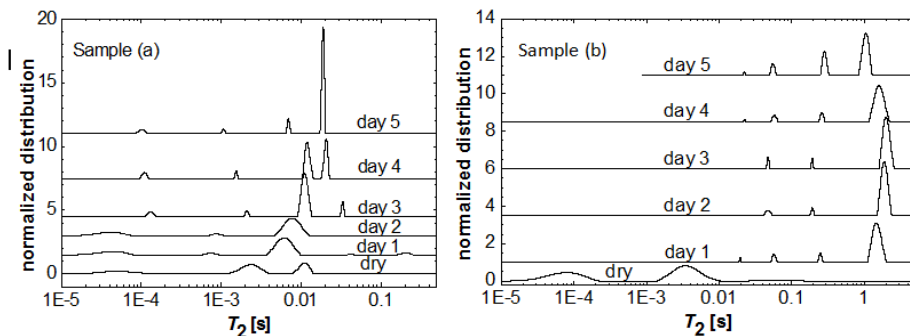 Sample (a)
normalized distribution
20
15
10
5
0
day 5
day 4
day 3
day 2
day 1
dry
1E-5
1E-4
1E-3
0.01
0.1
T2 [s]
Sample (b)
normalized distribution
14
12
10
8
6
4
2
0
day 5
day 4
day 3
day 2
day 1
dry
1E-5
1E-4
1E-3
0.01
0.1
1
T2 [s]